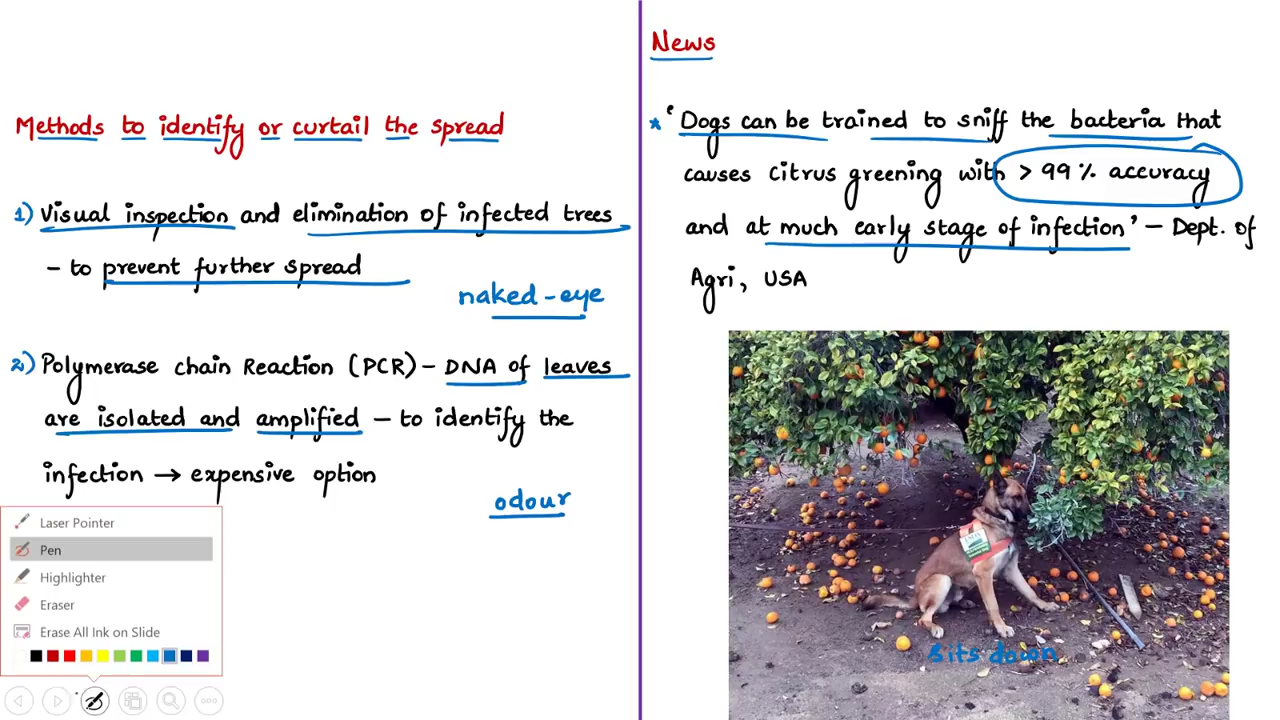 Methods to identify or curtail the spread
1) Visual inspection and elimination of infected trees
- to prevent further spread
naked-eye
2) Polymerase chain Reaction (PCR) - DNA of leaves
are isolated and amplified - to identify the
infection → expensive option
odour
Laser Pointer
Pen
Highlighter
Eraser
Erase All Ink on Slide
News
* ‘Dogs can be trained to sniff the bacteria that
causes citrus greening with > 99% accuracy
and at much early stage of infection’ - Dept. of
Agri, USA
Sits down